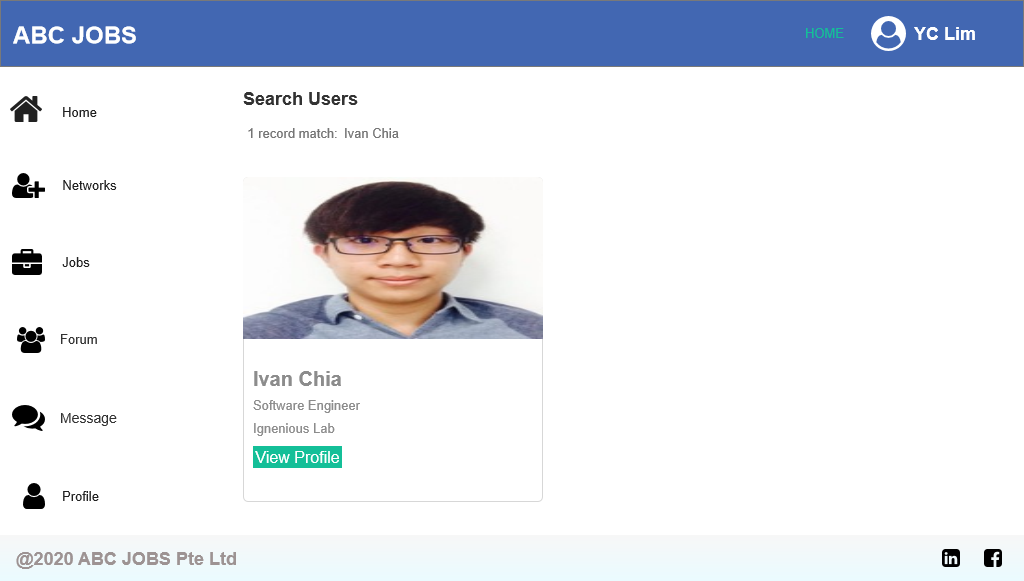 ABC JOBS
HOME
YC Lim
Home
Networks
Jobs
Forum
Message
Profile
Search Users
1 record match: Ivan Chia
Ivan Chia
Software Engineer
Ignenious Lab
View Profile
@2020 ABC JOBS Pte Ltd